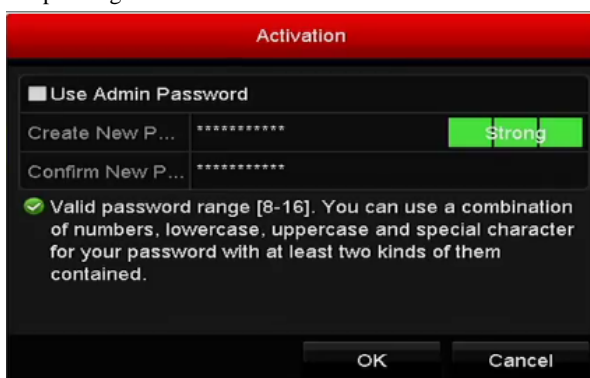 Activation
Use Admin Password
Create New P... *********** Strong
Confirm New P... ***********
Valid password range [8-16]. You can use a combination
of numbers, lowercase, uppercase and special character
for your password with at least two kinds of them
contained.
OK Cancel